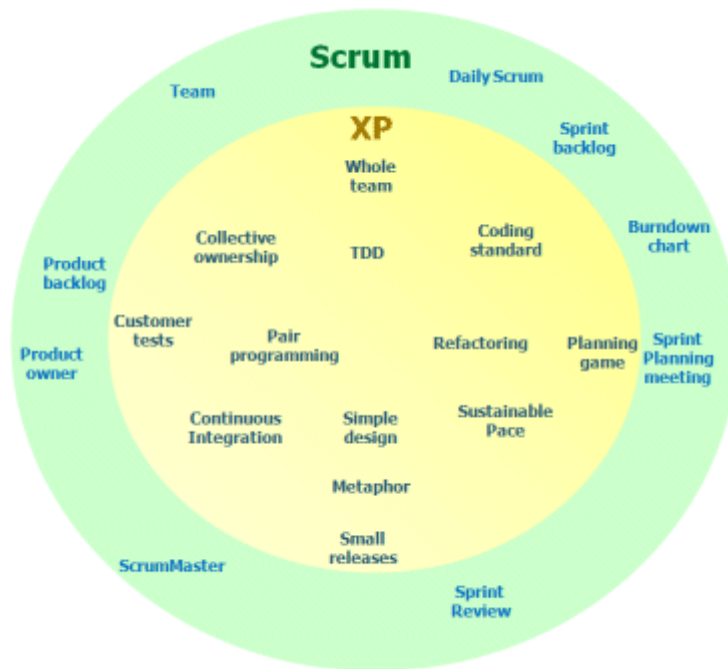 Scrum
Team
Daily Scrum
XP
Sprint
backlog
Whole
team
Collective
ownership
TDD
Coding
standard
Burndown
chart
Product
backlog
Customer
tests
Pair
programming
Refactoring
Planning
game
Sprint
Planning
meeting
Product
owner
Continuous
Integration
Simple
design
Sustainable
Pace
Metaphor
Small
releases
ScrumMaster
Sprint
Review